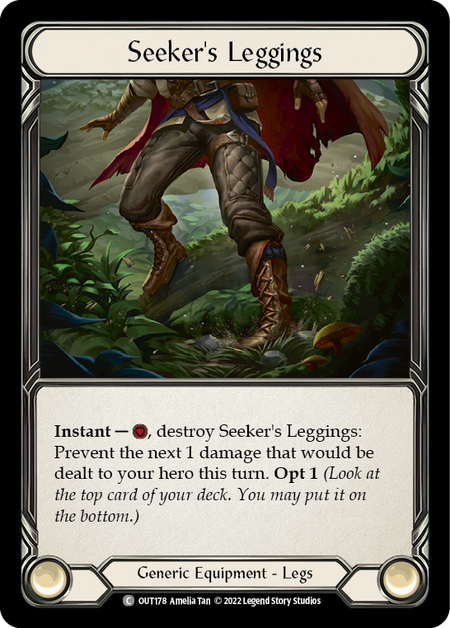 Seeker's Leggings
Instant — , destroy Seeker's Leggings:
Prevent the next 1 damage that would be
dealt to your hero this turn. Opt 1 (Look at
the top card of your deck. You may put it on
the bottom.)
Generic Equipment - Legs
C OUT178 Amelia Tan © 2022 Legend Story Studios